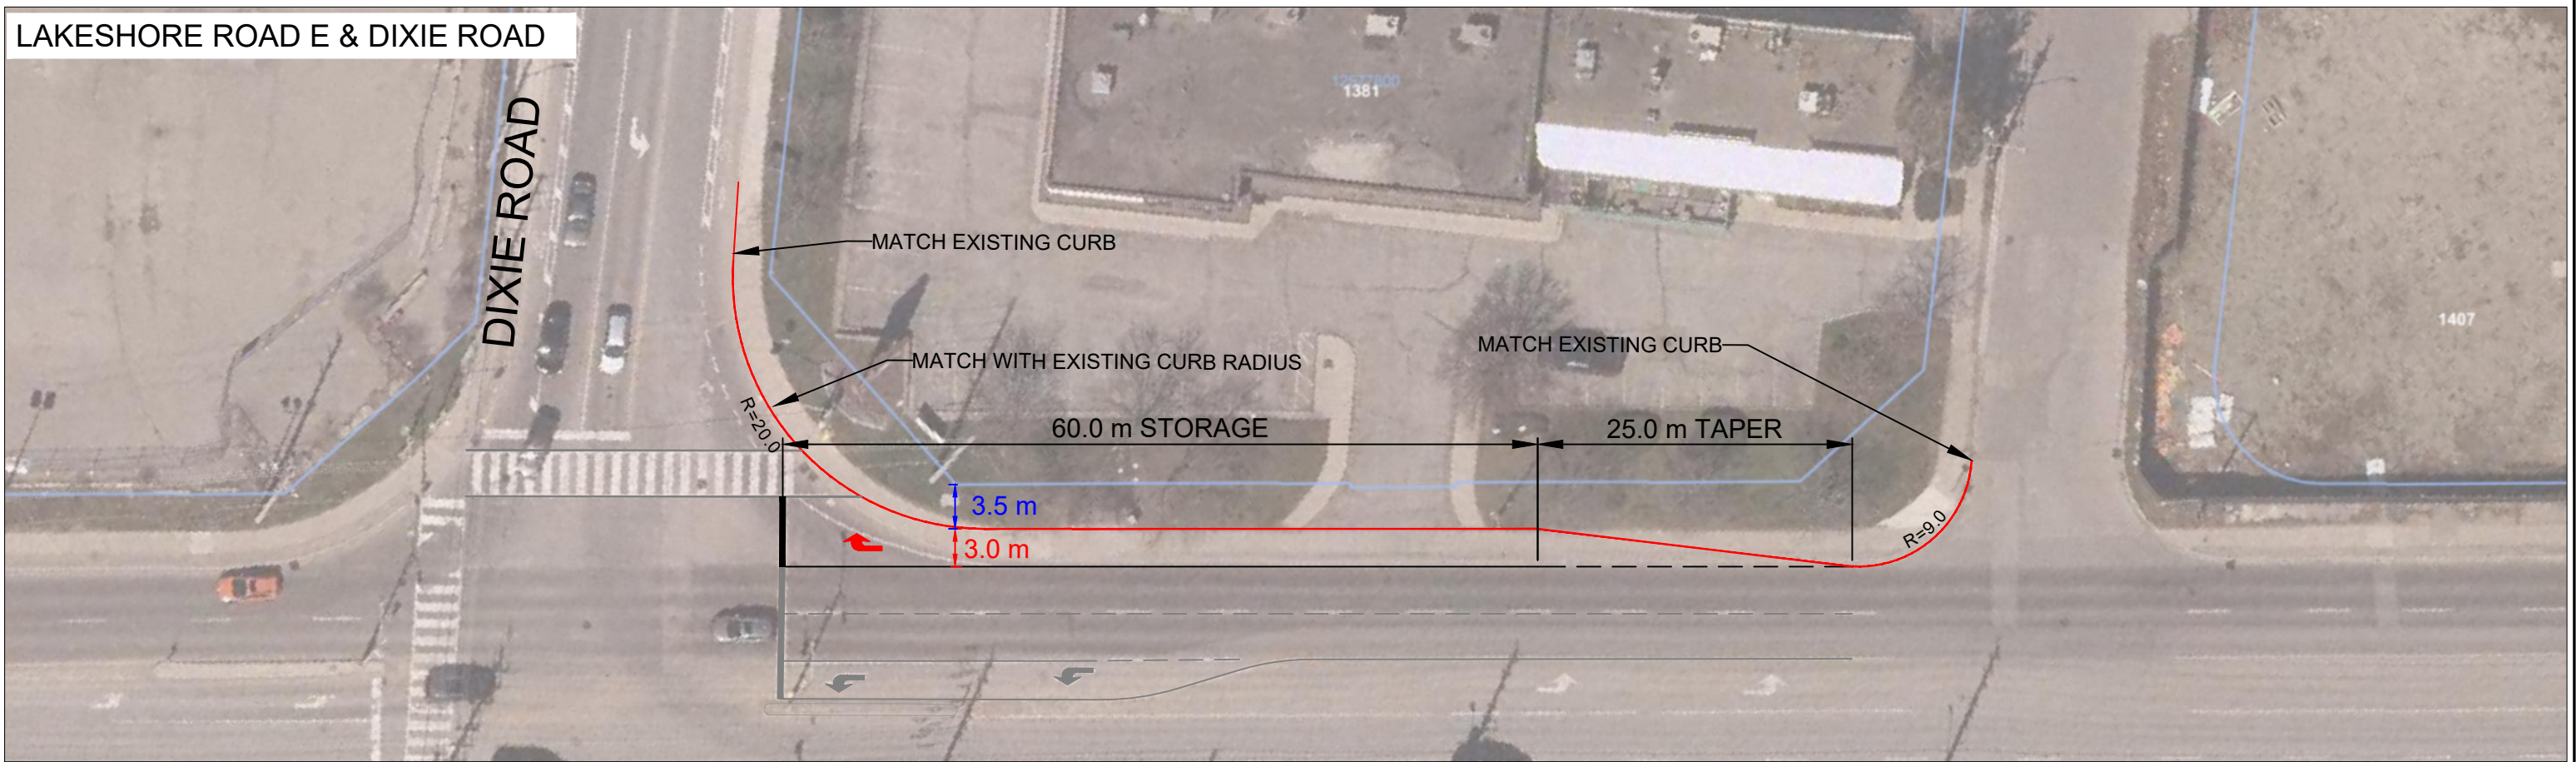 LAKESHORE ROAD E & DIXIE ROAD
12577800
1381
DIXIE ROAD
MATCH EXISTING CURB
1407
MATCH EXISTING CURB
MATCH WITH EXISTING CURB RADIUS
R=20.0
60.0 m STORAGE
25.0 m TAPER
3.5 m
R=9.0
3.0 m